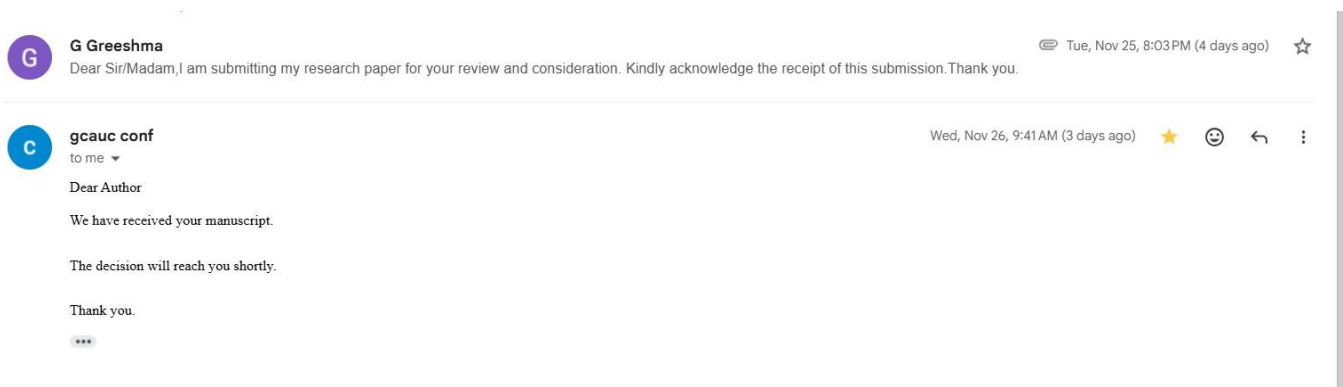 G
G Greeshma
Tue, Nov 25, 8:03 PM (4 days ago)
Dear Sir/Madam,I am submitting my research paper for your review and consideration. Kindly acknowledge the receipt of this submission.Thank you.
C
gcauc conf
Wed, Nov 26, 9:41 AM (3 days ago)
to me
Dear Author
We have received your manuscript.
The decision will reach you shortly.
Thank you.